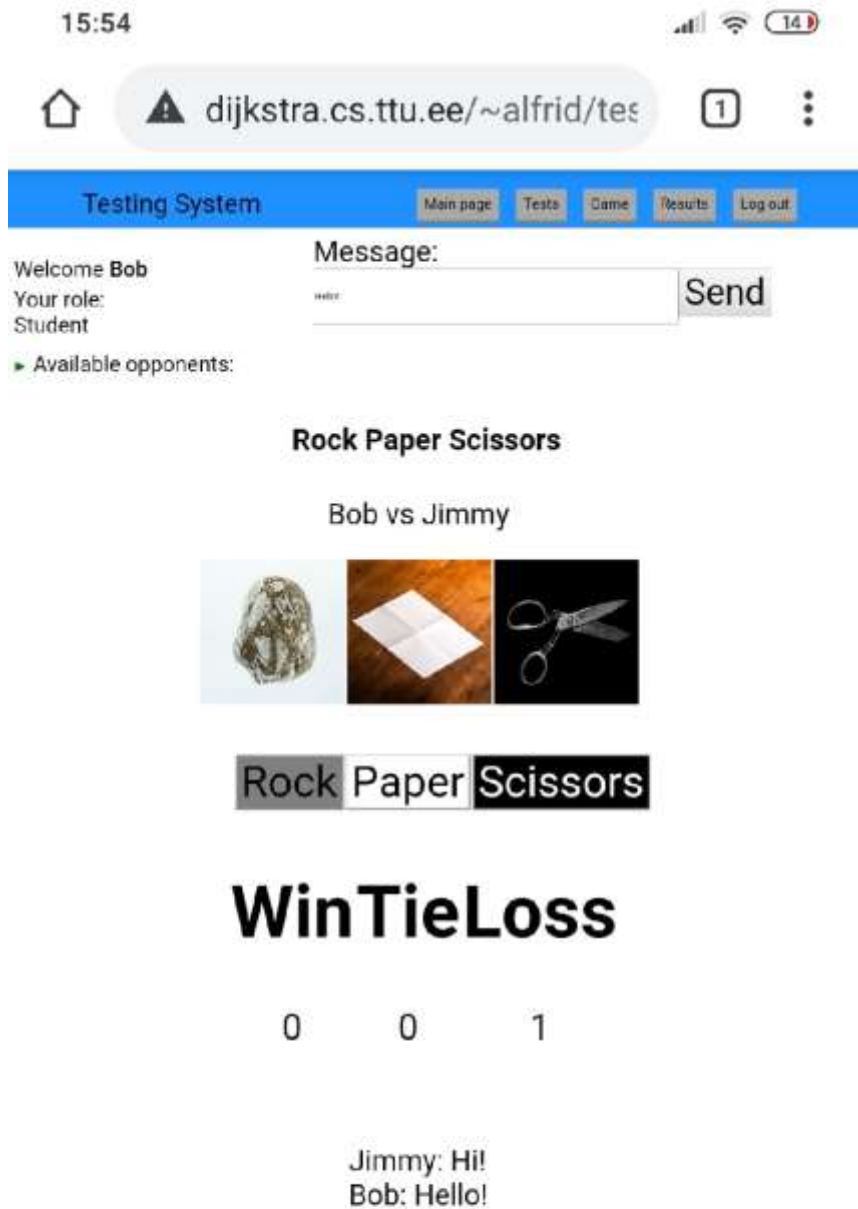 15:54
14
1
dijkstra.cs.ttu.ee/~alfrid/tes
Testing System
Main page Tests Game Results Log out
Welcome Bob
Your role:
Student
Available opponents:
Message:
Send
Rock Paper Scissors
Bob vs Jimmy
Rock Paper Scissors
WinTieLoss
0 0 1
Jimmy: Hi!
Bob: Hello!